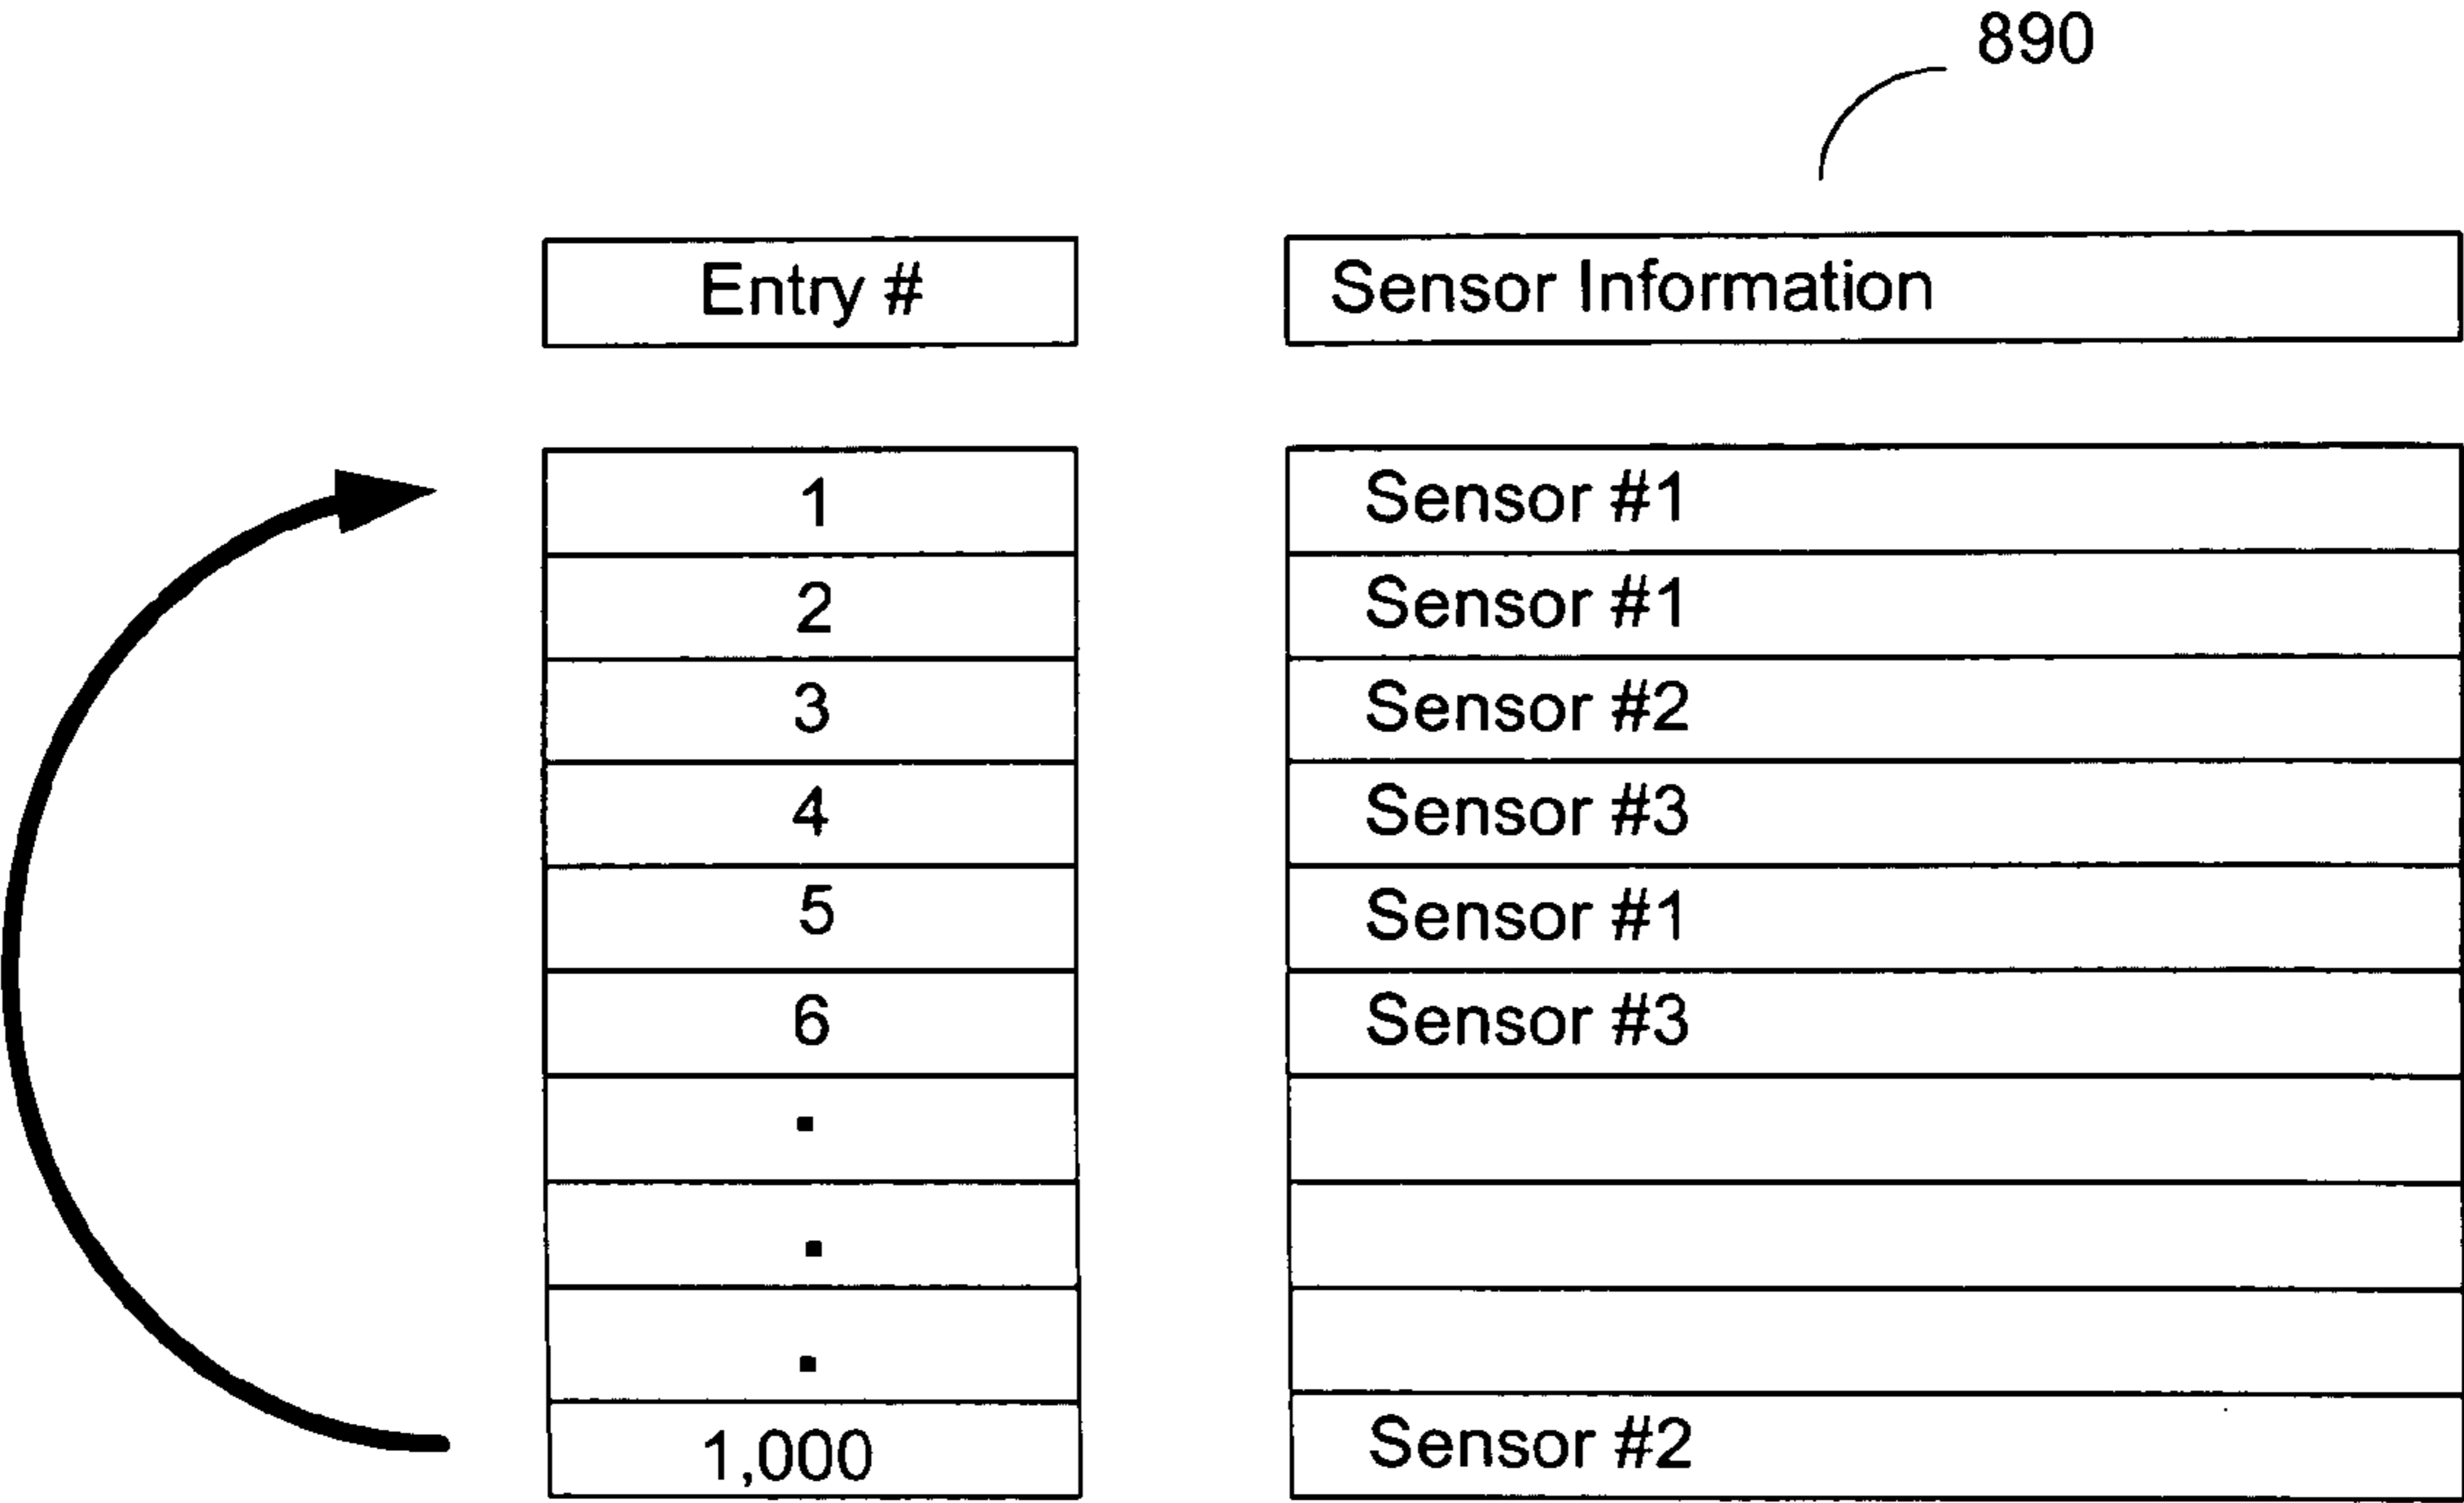 890
Entry # Sensor Information
1 Sensor #1
2 Sensor #1
3 Sensor #2
4 Sensor #3
5 Sensor #1
6 Sensor #3
.
.
.
1,000 Sensor #2